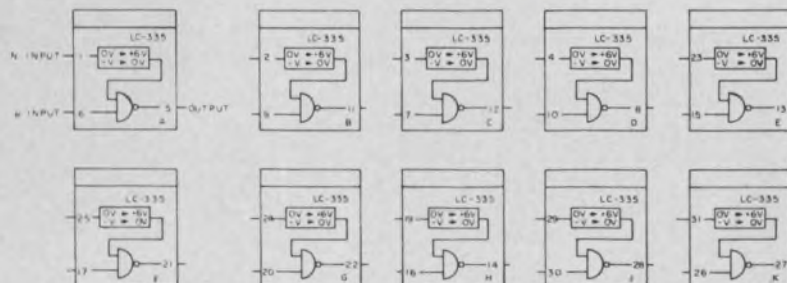 LC-335 LC-335 LC-335 LC-335 LC-335
N INPUT 1 0V +6V 2 0V +6V 3 0V +6V 4 0V +6V 23 0V +6V
-V 0V -V 0V -V 0V -V 0V -V 0V
INPUT 6 5 OUTPUT 9 11 7 12 10 8 15 13
A B C D E
LC-335 LC-335 LC-335 LC-335 LC-335
25 0V +6V 0V +6V 19 0V +6V 29 0V +6V 31 0V +6V
-V 0V -V 0V -V 0V -V 0V -V 0V
17 21 20 22 16 14 30 28 26 27
F G H J K